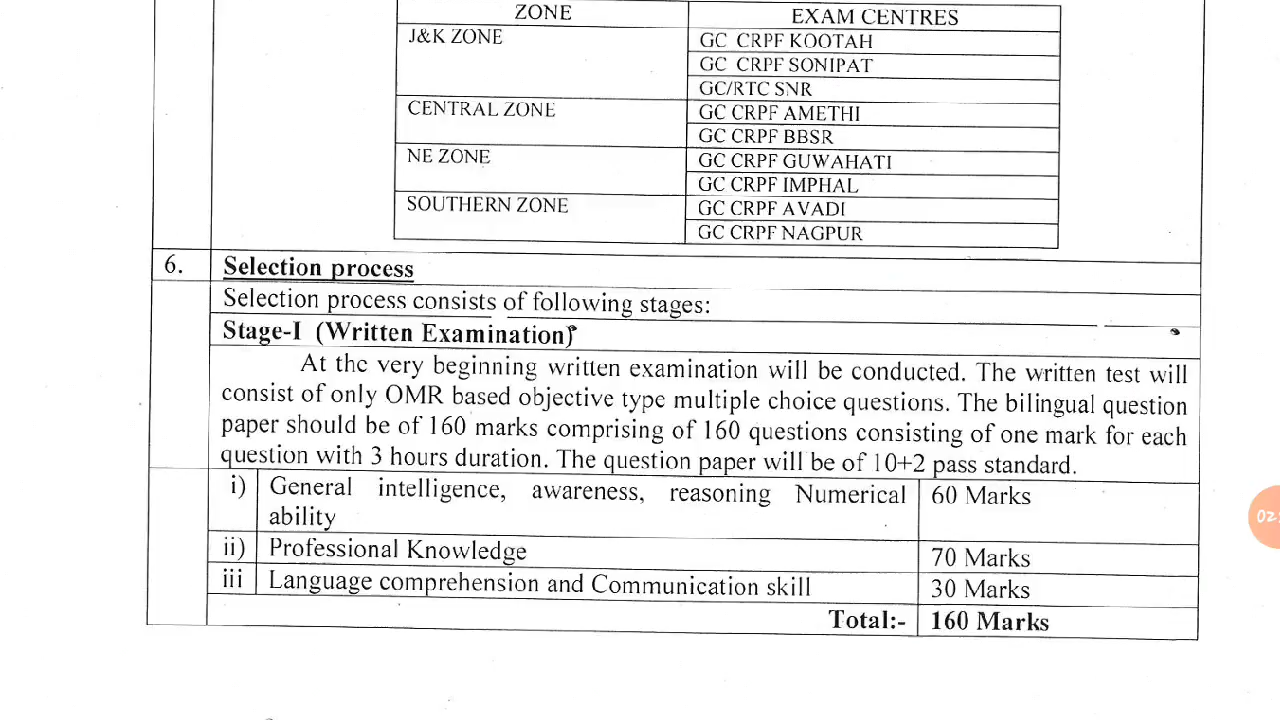 ZONE EXAM CENTRES
J&K ZONE GC CRPF KOOTAH
GC CRPF SONIPAT
GC/RTC SNR
CENTRAL ZONE GC CRPF AMETHI
GC CRPF BBSR
NE ZONE GC CRPF GUWAHATI
GC CRPF IMPHAL
SOUTHERN ZONE GC CRPF AVADI
GC CRPF NAGPUR
6. Selection process
Selection process consists of following stages:
Stage-I (Written Examination)
At the very beginning written examination will be conducted. The written test will
consist of only OMR based objective type multiple choice questions. The bilingual question
paper should be of 160 marks comprising of 160 questions consisting of one mark for each
question with 3 hours duration. The question paper will be of 10+2 pass standard.
i) General intelligence, awareness, reasoning Numerical 60 Marks
ability
ii) Professional Knowledge 70 Marks
iii Language comprehension and Communication skill 30 Marks
Total:- 160 Marks